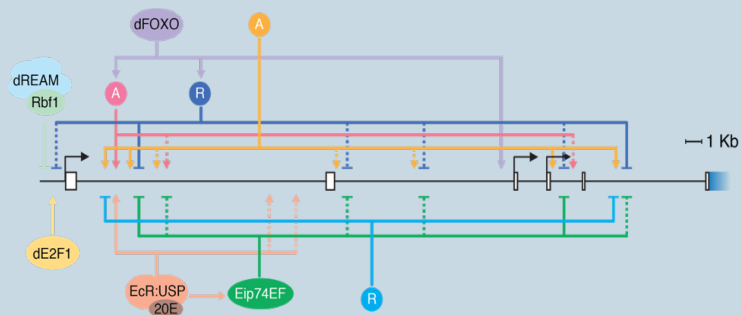 dFOXO
A
dREAM
Rbf1
A
R
1 Kb
dE2F1
EcR:USP
20E
Eip74EF
R